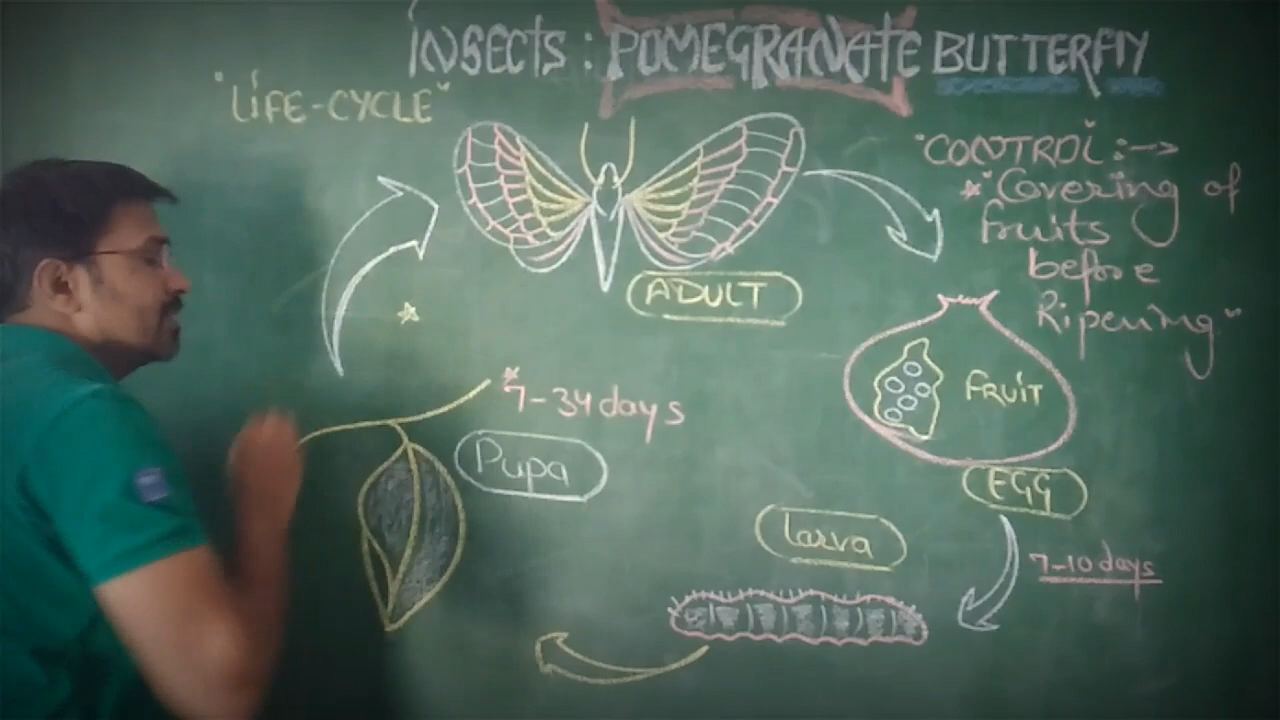 INSECTS : POMEGRANATE BUTTERFLY
"LIFE-CYCLE"
"CONTROL :->
*"Covering of
fruits
before
Ripening"
ADULT
FRUIT
*7-34 days
Pupa
EGG
larva
7-10 days